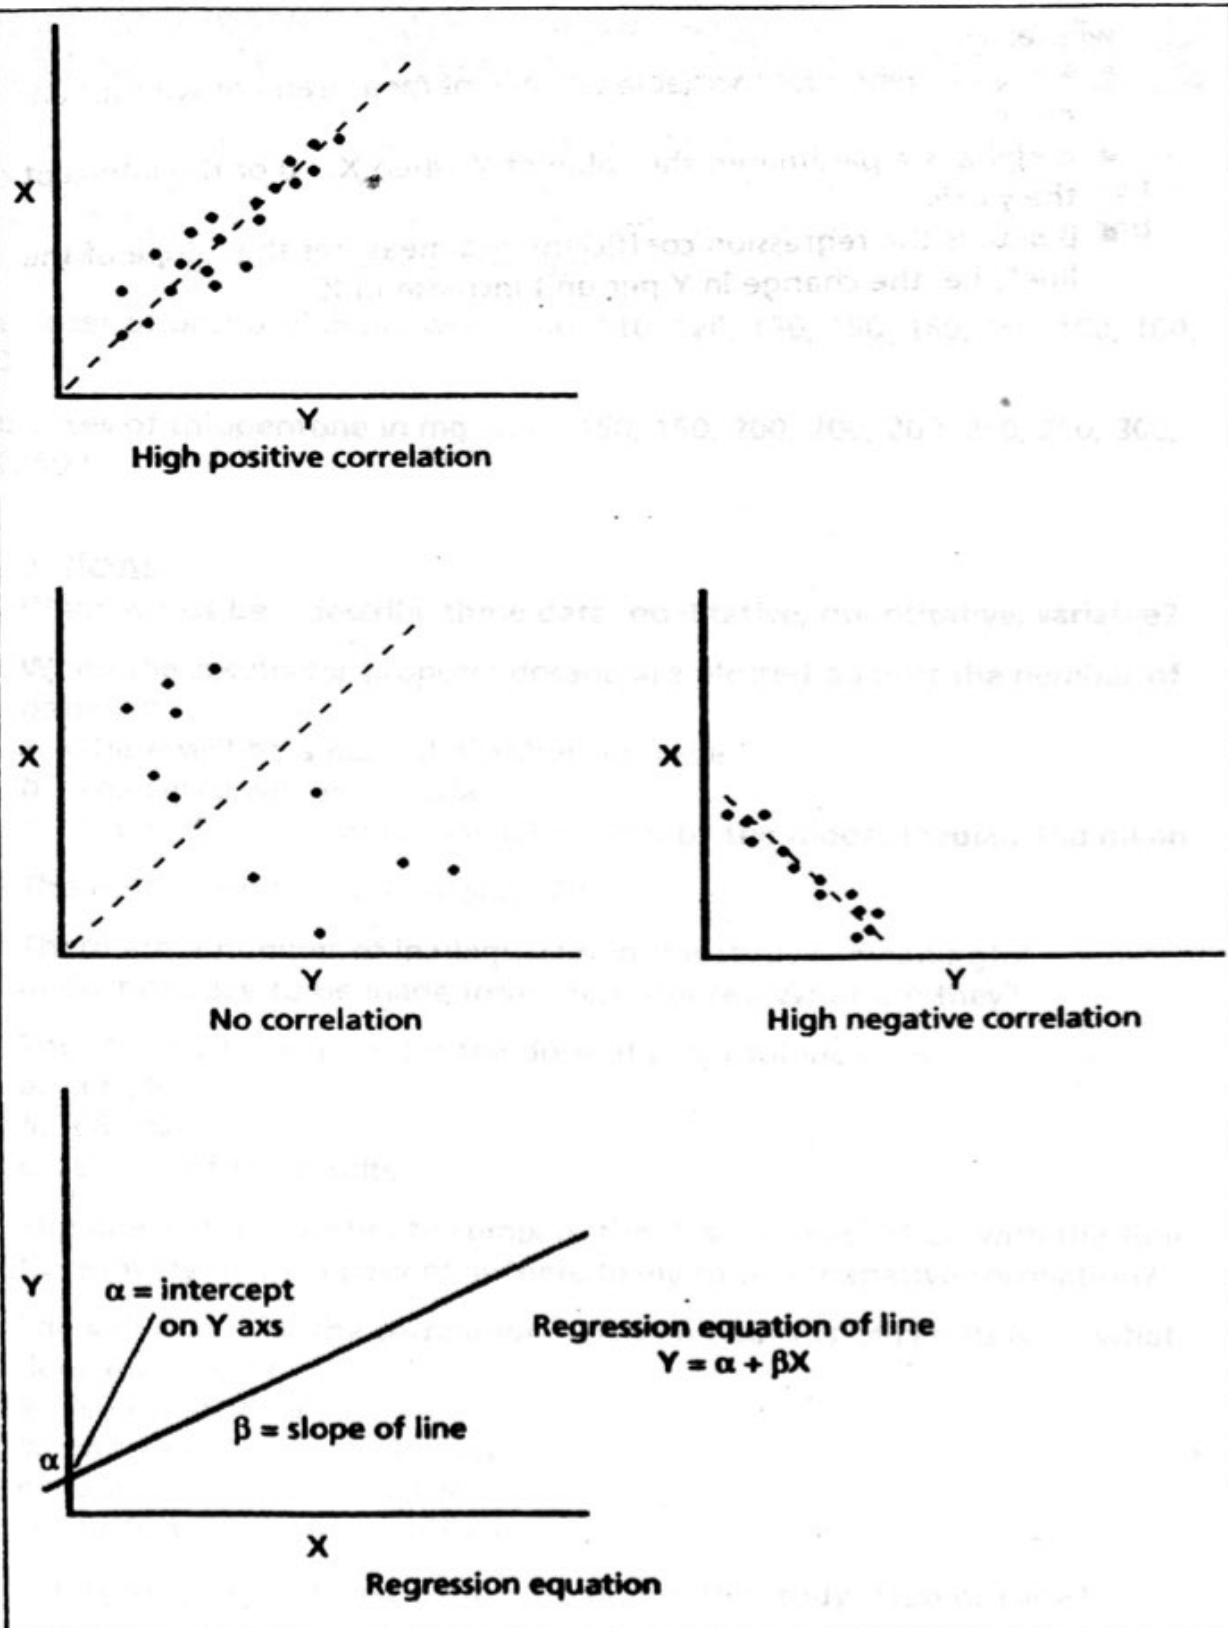 X
Y
High positive correlation
X
Y
No correlation
X
Y
High negative correlation
Y
α = intercept
on Y axs
Regression equation of line
Y = α + βX
β = slope of line
α
X
Regression equation